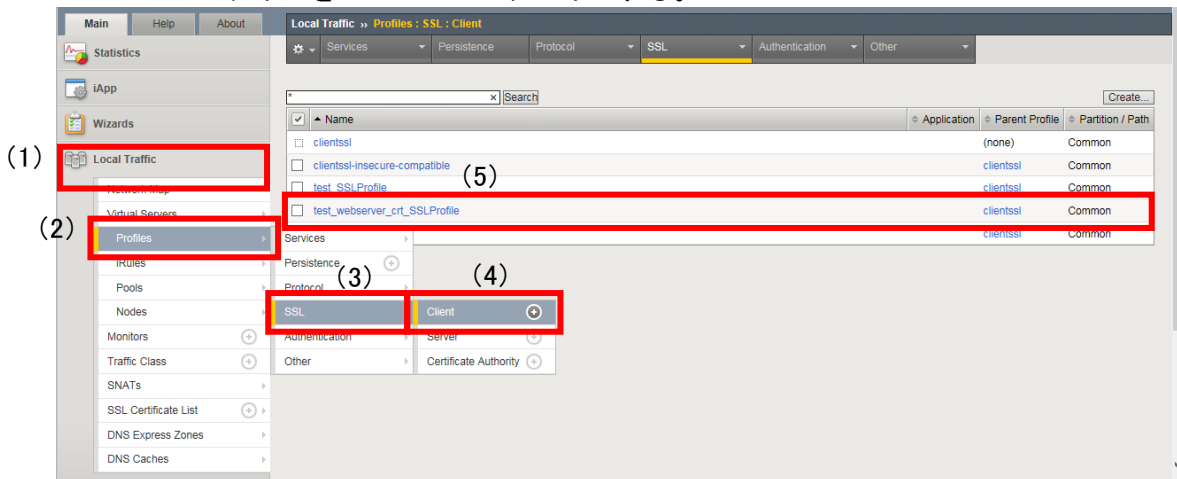 Main Help About
Local Traffic ›› Profiles : SSL : Client
Statistics
Services Persistence Protocol SSL Authentication Other
iApp
* × Search Create...
Wizards
Name Application Parent Profile Partition / Path
clientssl (none) Common
(1) Local Traffic
clientssl-insecure-compatible clientssl Common
(5)
Network Map
test_SSLProfile clientssl Common
Virtual Servers
test_webserver_crt_SSLProfile clientssl Common
(2) Profiles
clientssl Common
Services
iRules
Persistence
(3) (4)
Pools
Protocol
Nodes
SSL Client
Monitors
Authentication Server
Traffic Class
Other Certificate Authority
SNATs
SSL Certificate List
DNS Express Zones
DNS Caches